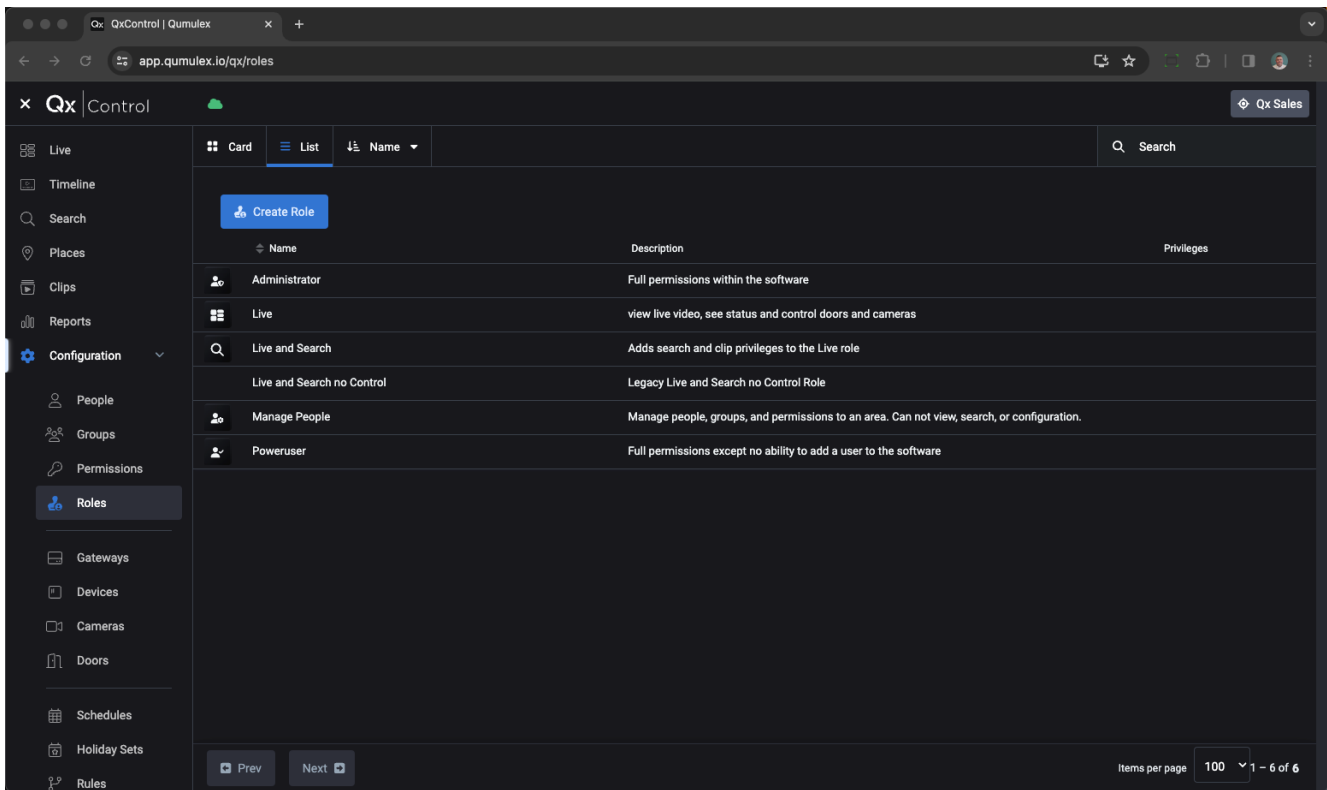 Qx QxControl | Qumulex
app.qumulex.io/qx/roles
Qx Control
Qx Sales
Live
Timeline
Search
Places
Clips
Reports
Configuration
People
Groups
Permissions
Roles
Gateways
Devices
Cameras
Doors
Schedules
Holiday Sets
Rules
Card List Name
Search
Create Role
Name Description Privileges
Administrator Full permissions within the software
Live view live video, see status and control doors and cameras
Live and Search Adds search and clip privileges to the Live role
Live and Search no Control Legacy Live and Search no Control Role
Manage People Manage people, groups, and permissions to an area. Can not view, search, or configuration.
Poweruser Full permissions except no ability to add a user to the software
Prev Next Items per page 100 1 – 6 of 6